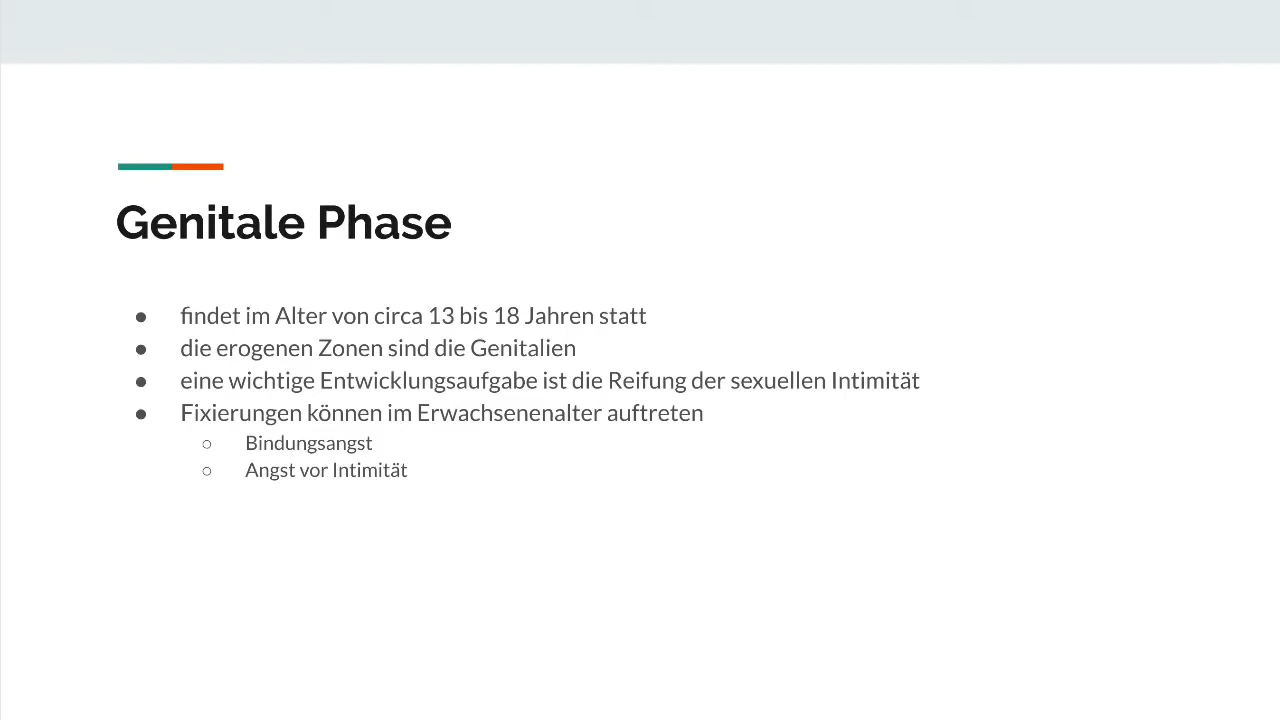 Genitale Phase
● findet im Alter von circa 13 bis 18 Jahren statt
● die erogenen Zonen sind die Genitalien
● eine wichtige Entwicklungsaufgabe ist die Reifung der sexuellen Intimität
● Fixierungen können im Erwachsenenalter auftreten
○ Bindungsangst
○ Angst vor Intimität